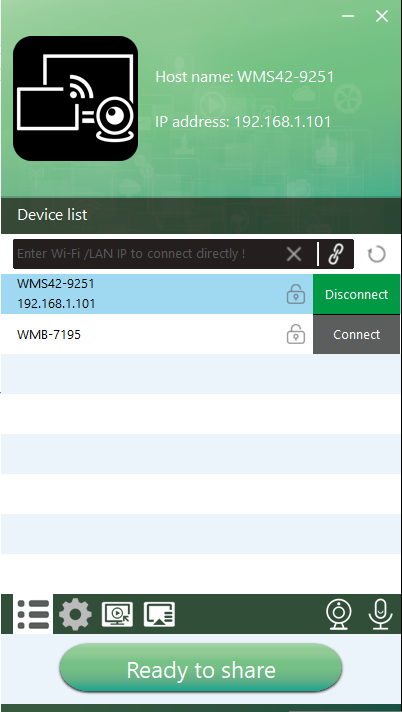 Host name: WMS42-9251
IP address: 192.168.1.101
Device list
Enter Wi-Fi /LAN IP to connect directly !
WMS42-9251
192.168.1.101
Disconnect
WMB-7195
Connect
Ready to share